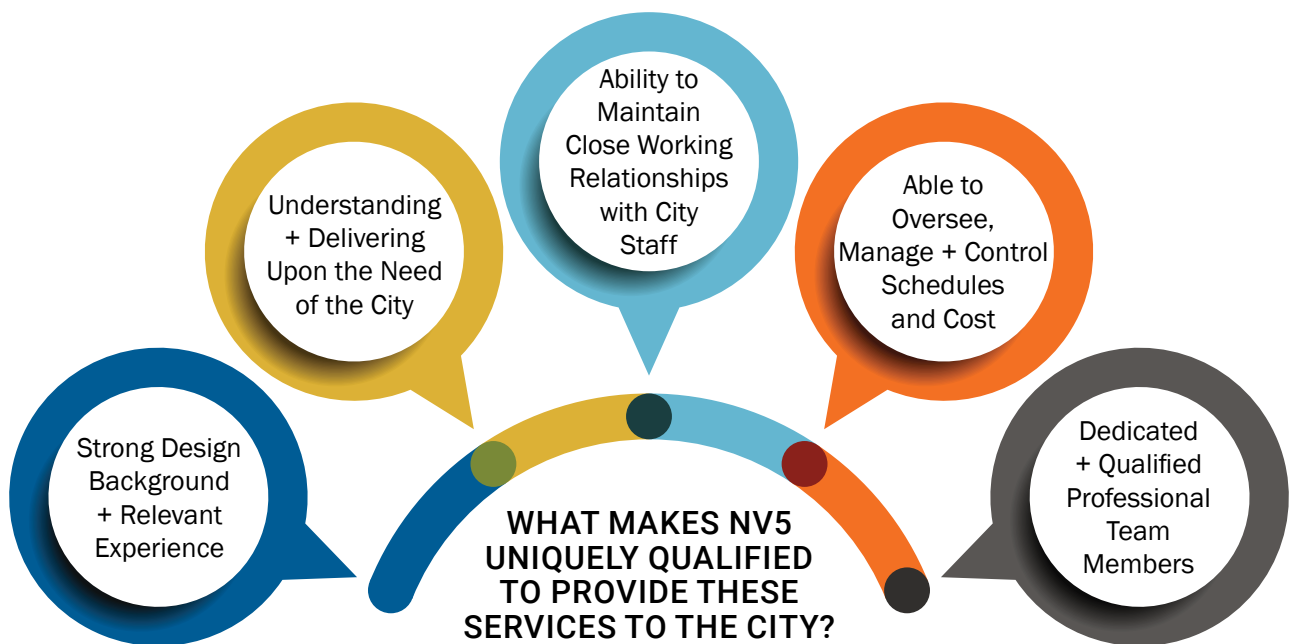 Strong Design
Background
+ Relevant
Experience
Understanding
+ Delivering
Upon the Need
of the City
Ability to
Maintain
Close Working
Relationships
with City
Staff
Able to
Oversee,
Manage + Control
Schedules
and Cost
Dedicated
+ Qualified
Professional
Team
Members
WHAT MAKES NV5
UNIQUELY QUALIFIED
TO PROVIDE THESE
SERVICES TO THE CITY?